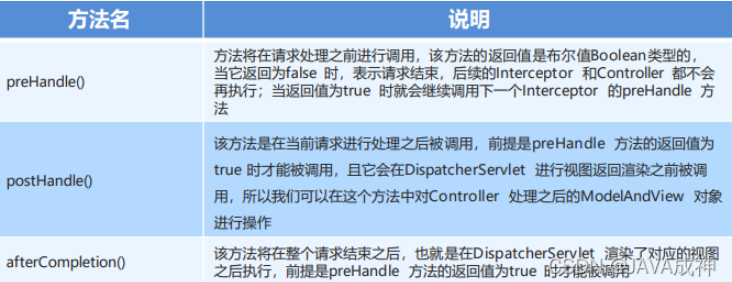 方法名 说明
preHandle()
方法将在请求处理之前进行调用，该方法的返回值是布尔值Boolean类型的，
当它返回为false 时，表示请求结束，后续的Interceptor 和Controller 都不会
再执行；当返回值为true 时就会继续调用下一个Interceptor 的preHandle 方
法
postHandle()
该方法是在当前请求进行处理之后被调用，前提是preHandle 方法的返回值为
true 时才能被调用，且它会在DispatcherServlet 进行视图返回渲染之前被调
用，所以我们可以在这个方法中对Controller 处理之后的ModelAndView 对象
进行操作
afterCompletion()
该方法将在整个请求结束之后，也就是在DispatcherServlet 渲染了对应的视图
之后执行，前提是preHandle 方法的返回值为true 时才能被调用
CSDN @JAVA成神